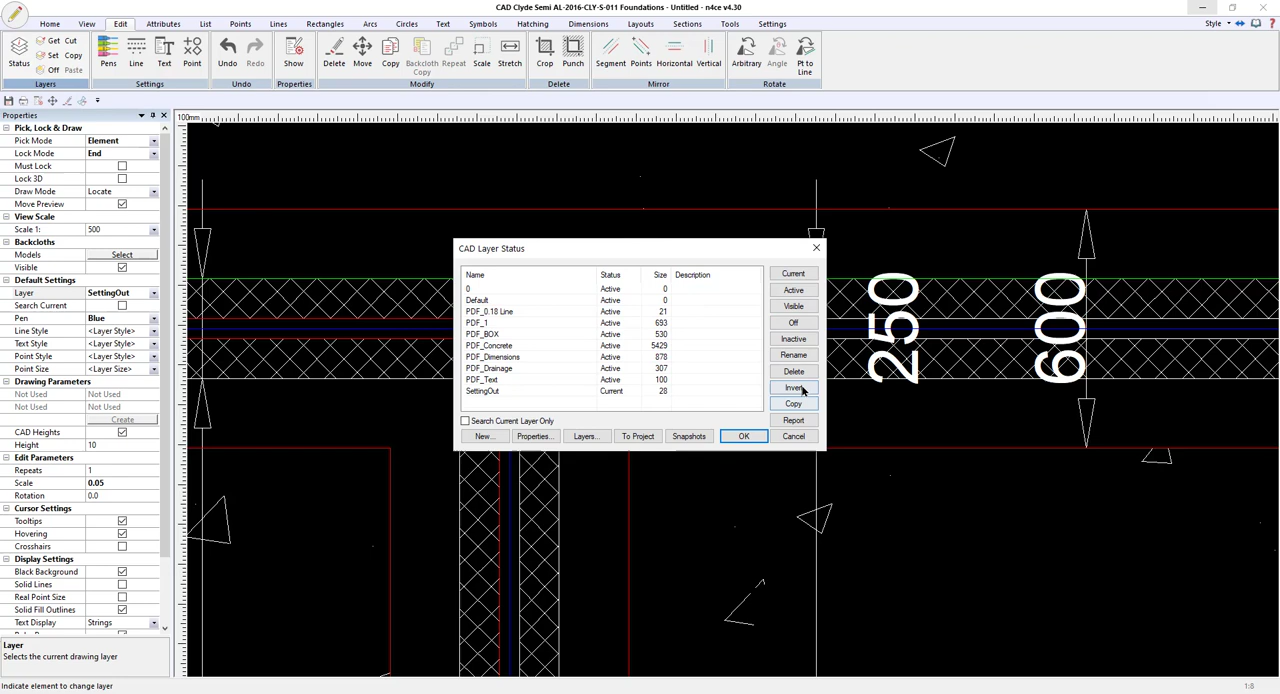 CAD Clyde Semi AL-2016-CLY-S-011 Foundations - Untitled - n4ce v4.30
Home View Edit Attributes List Points Lines Rectangles Arcs Circles Text Symbols Hatching Dimensions Layouts Sections Tools Settings Style
Get Cut
Set Copy
Off Paste
Status Pens Line Text Point Undo Redo Show Delete Move Copy Backcloth Copy Repeat Scale Stretch Crop Punch Segment Points Horizontal Vertical Arbitrary Angle Pt to Line
Layers Settings Undo Properties Modify Delete Mirror Rotate
Properties
100mm
Pick, Lock & Draw
Pick Mode Element
Lock Mode End
Must Lock
Lock 3D
Draw Mode Locate
Move Preview
View Scale
Scale 1: 500
Backcloths
Models Select
Visible
Default Settings
Layer SettingOut
Search Current
Pen Blue
Line Style <Layer Style>
Text Style <Layer Style>
Point Style <Layer Style>
Point Size <Layer Size>
Drawing Parameters
Not Used Not Used
Not Used Not Used
Create
CAD Heights
Height 10
Edit Parameters
Repeats 1
Scale 0.05
Rotation 0.0
Cursor Settings
Tooltips
Hovering
Crosshairs
Display Settings
Black Background
Solid Lines
Real Point Size
Solid Fill Outlines
Text Display Strings
Layer
Selects the current drawing layer
CAD Layer Status
Name Status Size Description
0 Active 0
Default Active 0
PDF_0.18 Line Active 21
PDF_1 Active 693
PDF_BOX Active 530
PDF_Concrete Active 5429
PDF_Dimensions Active 878
PDF_Drainage Active 307
PDF_Text Active 100
SettingOut Current 28
Current
Active
Visible
Off
Inactive
Rename
Delete
Invert
Copy
Report
Cancel
Search Current Layer Only
New... Properties... Layers... To Project Snapshots OK
250
600
Indicate element to change layer
1:8